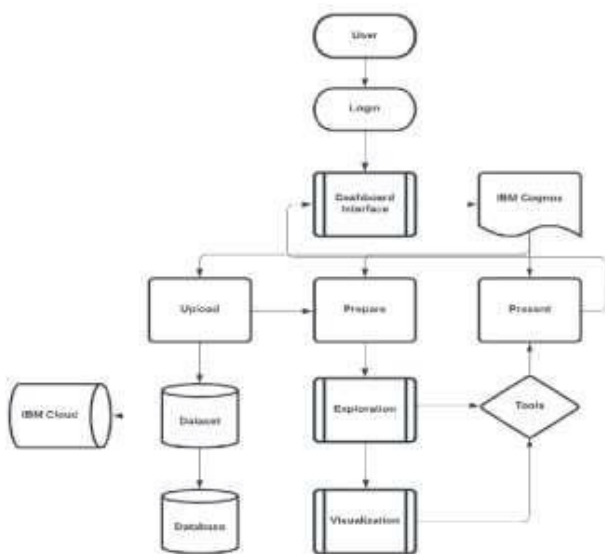 User
Login
Dashboard
Interface
IBM Cognos
Upload
Prepare
Present
IBM Cloud
Dataset
Exploration
Tools
Database
Visualization